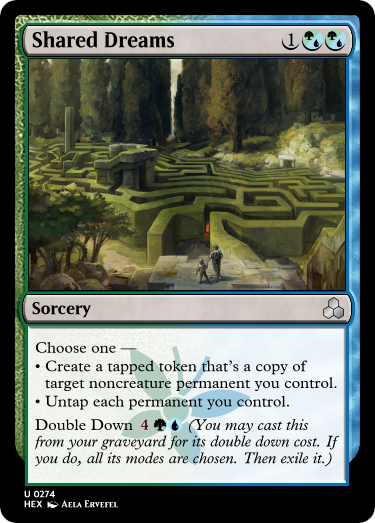 Shared Dreams 1
Sorcery
Choose one —
• Create a tapped token that's a copy of
target noncreature permanent you control.
• Untap each permanent you control.
Double Down 4 (You may cast this
from your graveyard for its double down cost. If
you do, all its modes are chosen. Then exile it.)
U 0274
HEX Aela Ervefel